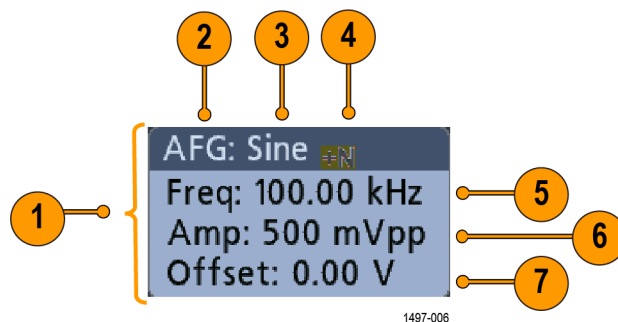 2 3 4
AFG: Sine +N
1
Freq: 100.00 kHz 5
Amp: 500 mVpp 6
Offset: 0.00 V 7
1497-006